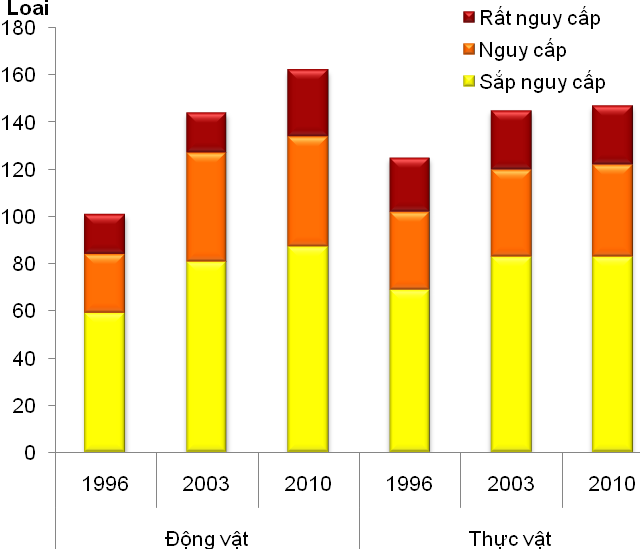 Loai
Rất nguy cấp
Nguy cấp
Sắp nguy cấp
180
160
140
120
100
80
60
40
20
0
1996 2003 2010 1996 2003 2010
Động vật Thực vật